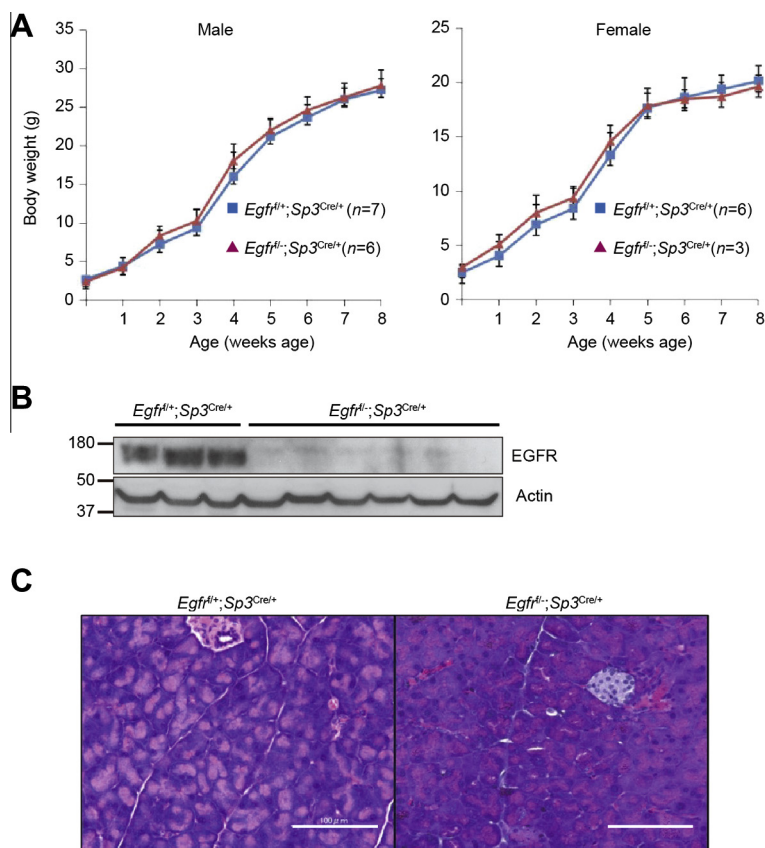 A
Male
Female
35
30
25
20
15
10
5
0
Body weight (g)
1 2 3 4 5 6 7 8
Age (weeks age)
Egfrf/+;Sp3Cre/+ (n=7)
Egfrf/-;Sp3Cre/+ (n=6)
25
20
15
10
5
0
1 2 3 4 5 6 7 8
Age (weeks age)
Egfrf/+;Sp3Cre/+ (n=6)
Egfrf/-;Sp3Cre/+ (n=3)
B
Egfrf/+;Sp3Cre/+ Egfrf/-;Sp3Cre/+
180
EGFR
50
Actin
37
C
Egfrf/+;Sp3Cre/+ Egfrf/-;Sp3Cre/+
100μm